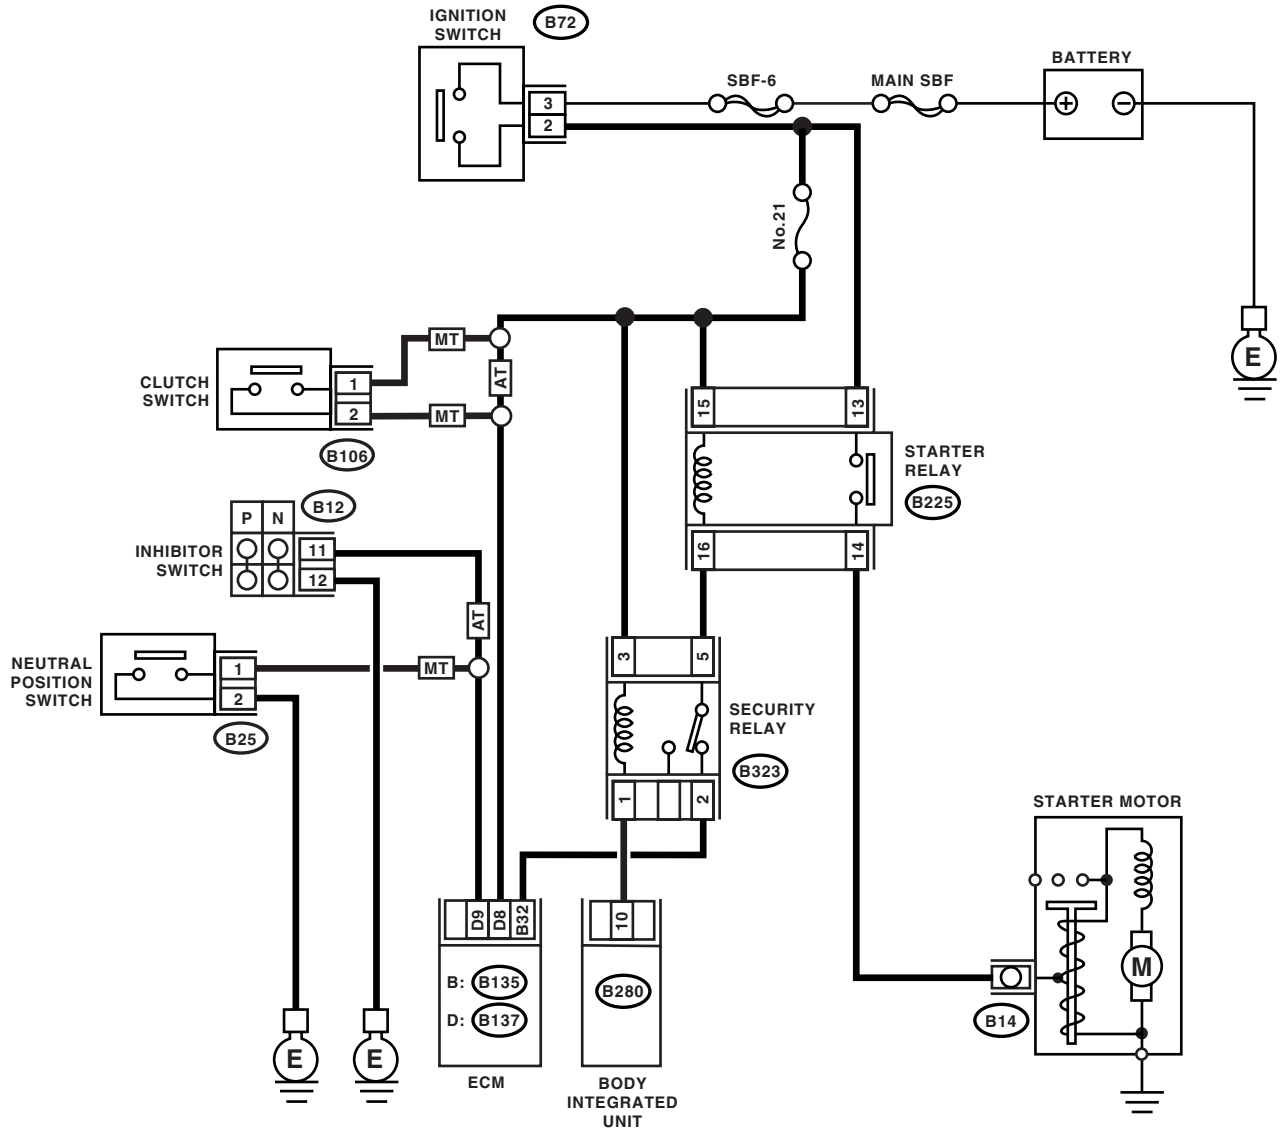 IGNITION
SWITCH
B72
3
2
SBF-6
MAIN SBF
BATTERY
+
−
No.21
E
CLUTCH
SWITCH
1
2
MT
AT
MT
B106
15
13
STARTER
RELAY
B225
16
14
B12
P N
INHIBITOR
SWITCH
11
12
AT
NEUTRAL
POSITION
SWITCH
1
2
MT
B25
3
5
SECURITY
RELAY
B323
1
2
STARTER MOTOR
M
B14
D9
D8
B32
B: B135
D: B137
ECM
10
B280
BODY
INTEGRATED
UNIT
E
E